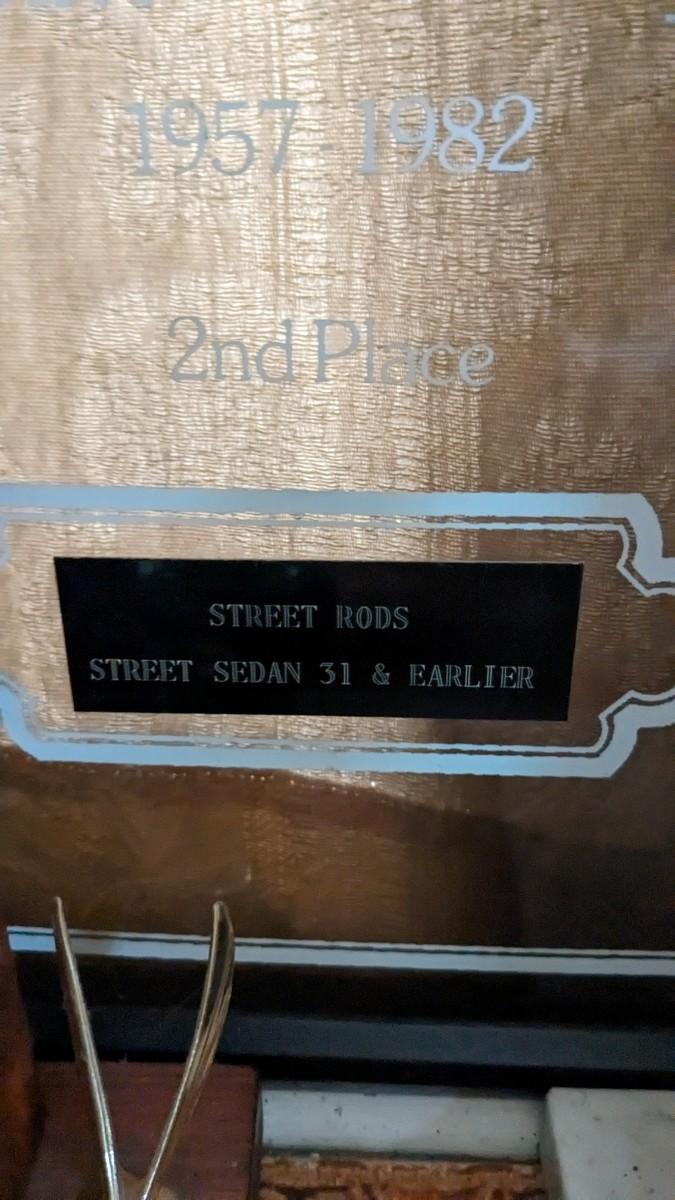 1957-1982
2nd Place
STREET RODS
STREET SEDAN 31 & EARLIER